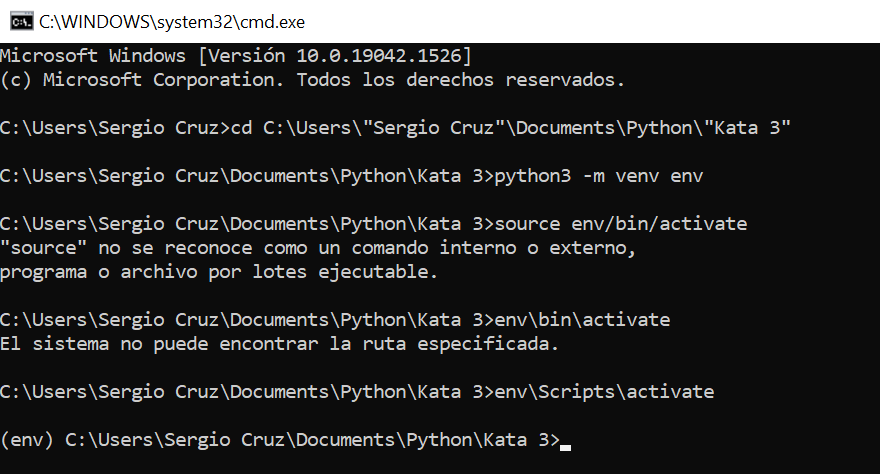 C:\WINDOWS\system32\cmd.exe
Microsoft Windows [Versión 10.0.19042.1526]
(c) Microsoft Corporation. Todos los derechos reservados.
C:\Users\Sergio Cruz>cd C:\Users\"Sergio Cruz"\Documents\Python\"Kata 3"
C:\Users\Sergio Cruz\Documents\Python\Kata 3>python3 -m venv env
C:\Users\Sergio Cruz\Documents\Python\Kata 3>source env/bin/activate
"source" no se reconoce como un comando interno o externo,
programa o archivo por lotes ejecutable.
C:\Users\Sergio Cruz\Documents\Python\Kata 3>env\bin\activate
El sistema no puede encontrar la ruta especificada.
C:\Users\Sergio Cruz\Documents\Python\Kata 3>env\Scripts\activate
(env) C:\Users\Sergio Cruz\Documents\Python\Kata 3>